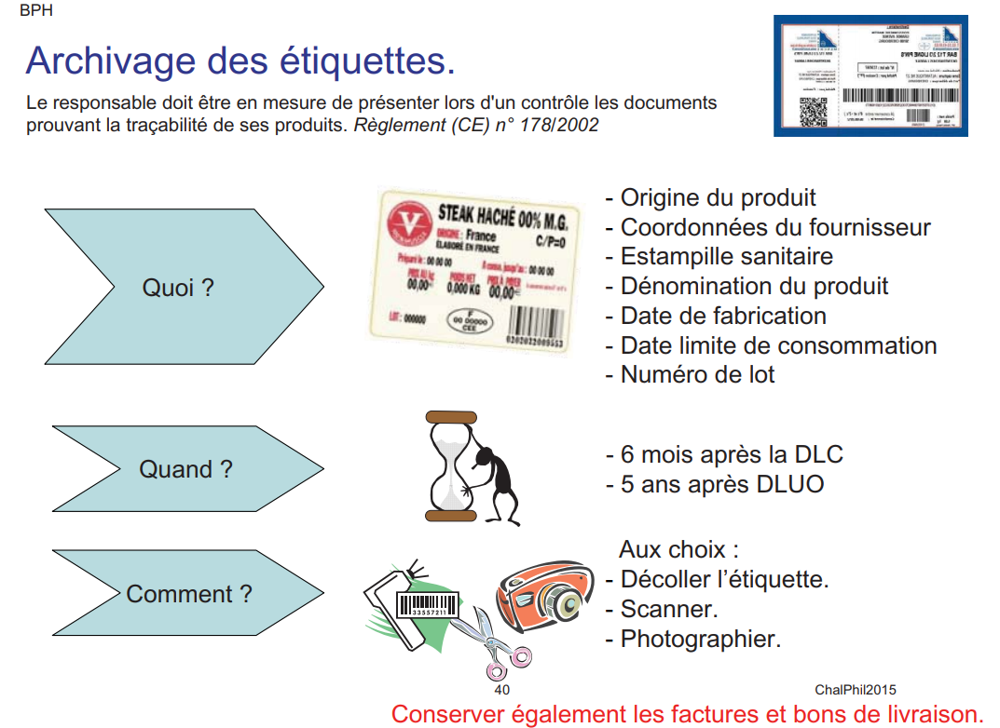 BPH
Archivage des étiquettes.
Le responsable doit être en mesure de présenter lors d'un contrôle les documents
prouvant la traçabilité de ses produits. Règlement (CE) n° 178/2002
Quoi ?
STEAK HACHÉ 00% M.G.
ORIGINE : France
C/P=0
ÉLABORÉ EN FRANCE
Préparé le : 00 00 00
A conso. jusqu'au : 00 00 00
PRIX AU kg
POIDS NET
PRIX À PAYER
00,00
0,000 KG
00,00
LOT : 000000
F
00 00000
CEE
0202022009553
- Origine du produit
- Coordonnées du fournisseur
- Estampille sanitaire
- Dénomination du produit
- Date de fabrication
- Date limite de consommation
- Numéro de lot
Quand ?
- 6 mois après la DLC
- 5 ans après DLUO
Comment ?
33557211
Aux choix :
- Décoller l’étiquette.
- Scanner.
- Photographier.
40
ChalPhil2015
Conserver également les factures et bons de livraison.